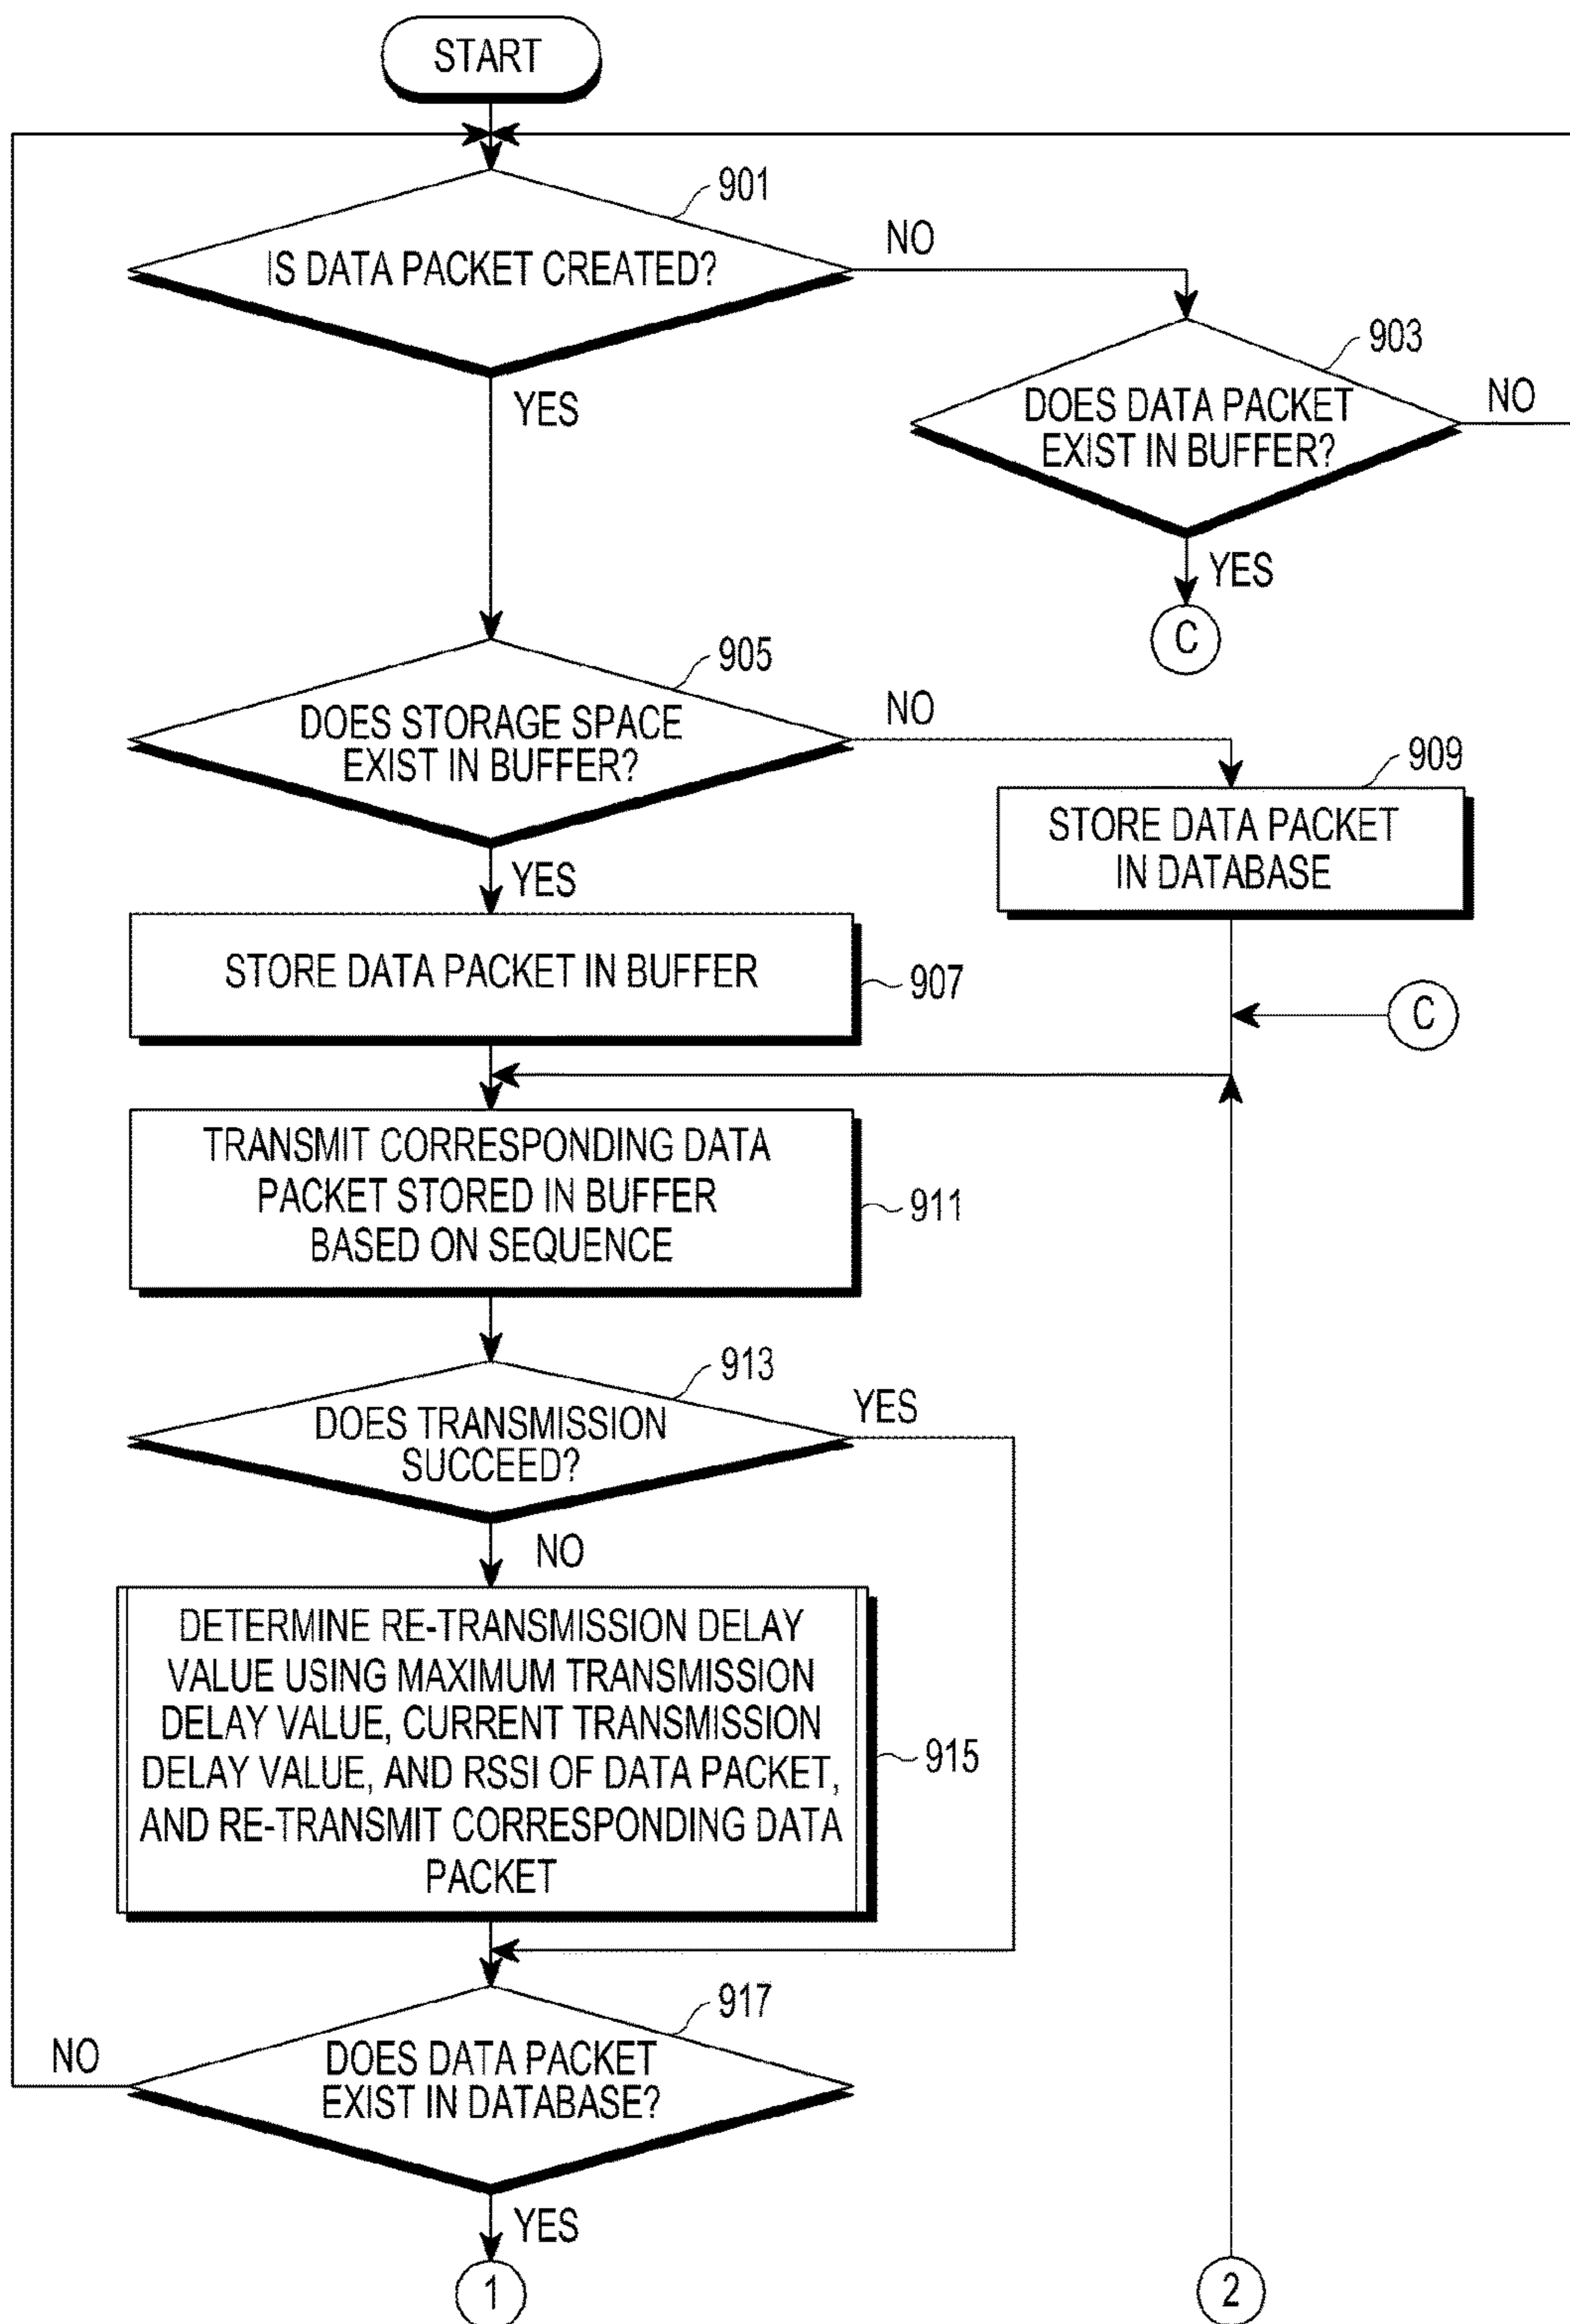 START
901
IS DATA PACKET CREATED?
NO
903
DOES DATA PACKET
EXIST IN BUFFER?
NO
YES
YES
C
905
DOES STORAGE SPACE
EXIST IN BUFFER?
NO
909
STORE DATA PACKET
IN DATABASE
YES
STORE DATA PACKET IN BUFFER
907
C
TRANSMIT CORRESPONDING DATA
PACKET STORED IN BUFFER
BASED ON SEQUENCE
911
913
DOES TRANSMISSION
SUCCEED?
YES
NO
DETERMINE RE-TRANSMISSION DELAY
VALUE USING MAXIMUM TRANSMISSION
DELAY VALUE, CURRENT TRANSMISSION
DELAY VALUE, AND RSSI OF DATA PACKET,
AND RE-TRANSMIT CORRESPONDING DATA
PACKET
915
917
DOES DATA PACKET
EXIST IN DATABASE?
NO
YES
1
2